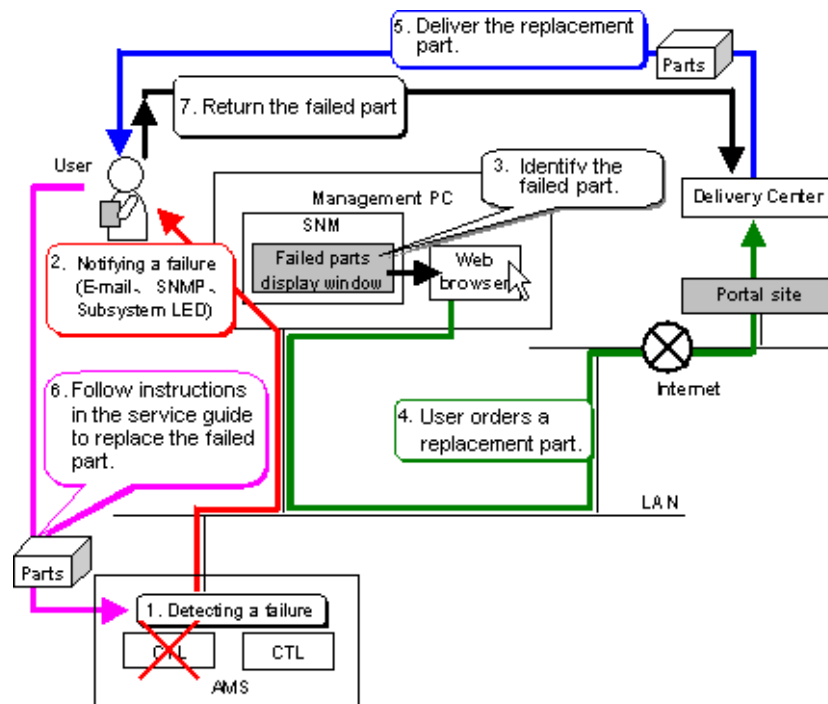 5. Deliver the replacement
part.
Parts
7. Return the failed part
User
3. Identify the
failed part.
Management PC
Delivery Center
SNM
2. Notifying a failure
(E-mail、 SNMP、
Subsystem LED)
Failed parts
display window
Web
browser
Portal site
Internet
6. Follow instructions
in the service guide
to replace the failed
part.
4. User orders a
replacement part.
LAN
Parts
1. Detecting a failure
CTL
CTL
AMS